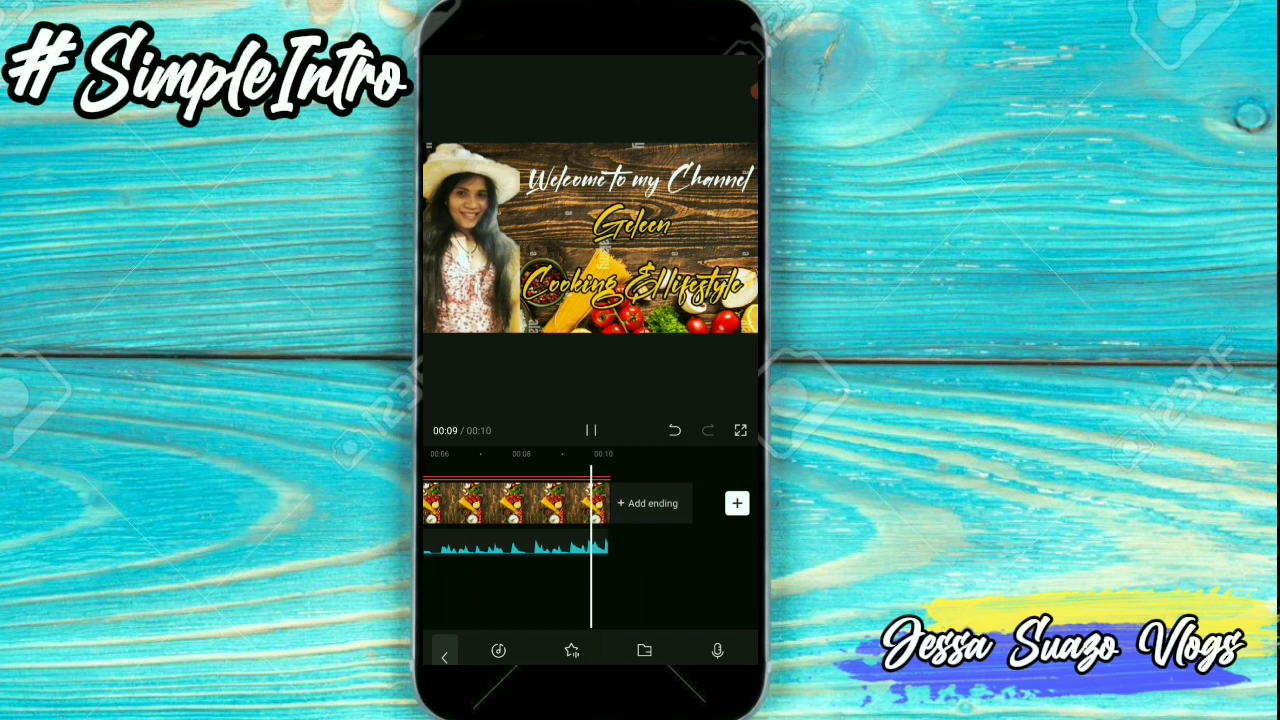 #SimpleIntro
Welcome to my Channel
Geleen
Cooking & lifestyle
00:09 / 00:10
00:06 00:08 00:10
+ Add ending
+
Jessa Suazo Vlogs
123RF